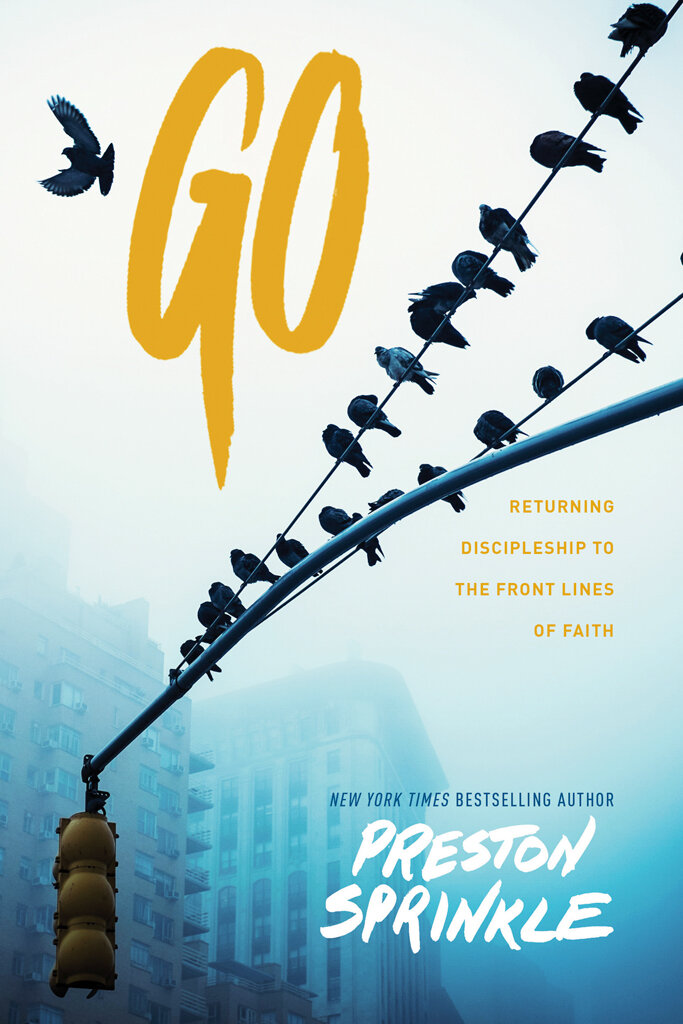 GO
RETURNING
DISCIPLESHIP TO
THE FRONT LINES
OF FAITH
NEW YORK TIMES BESTSELLING AUTHOR
PRESTON
SPRINKLE